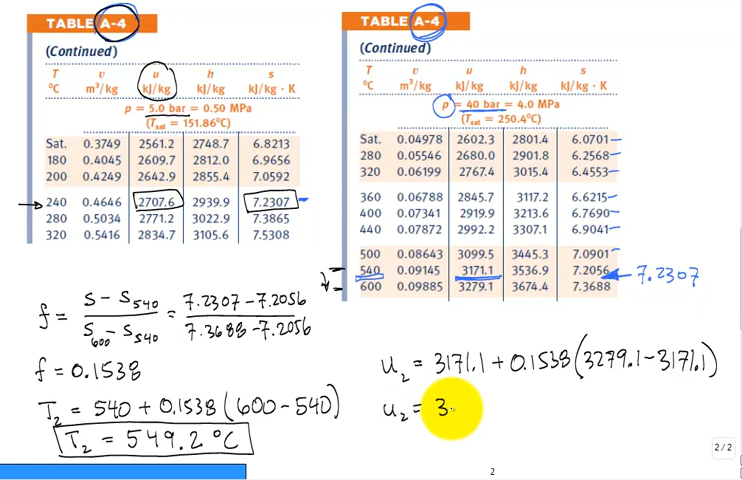 TABLE A-4
(Continued)
T v u h s
°C m³/kg kJ/kg kJ/kg kJ/kg · K
p = 5.0 bar = 0.50 MPa
(Tsat = 151.86°C)
Sat. 0.3749 2561.2 2748.7 6.8213
180 0.4045 2609.7 2812.0 6.9656
200 0.4249 2642.9 2855.4 7.0592
240 0.4646 2707.6 2939.9 7.2307
280 0.5034 2771.2 3022.9 7.3865
320 0.5416 2834.7 3105.6 7.5308
TABLE A-4
(Continued)
T v u h s
°C m³/kg kJ/kg kJ/kg kJ/kg · K
p = 40 bar = 4.0 MPa
(Tsat = 250.4°C)
Sat. 0.04978 2602.3 2801.4 6.0701
280 0.05546 2680.0 2901.8 6.2568
320 0.06199 2767.4 3015.4 6.4553
360 0.06788 2845.7 3117.2 6.6215
400 0.07341 2919.9 3213.6 6.7690
440 0.07872 2992.2 3307.1 6.9041
500 0.08643 3099.5 3445.3 7.0901
540 0.09145 3171.1 3536.9 7.2056 7.2307
600 0.09885 3279.1 3674.4 7.3688
f = (s - s540)/(s600 - s540) = (7.2307 - 7.2056)/(7.3688 - 7.2056)
f = 0.1538
T₂ = 540 + 0.1538(600 - 540)
T₂ = 549.2 °C
u₂ = 3171.1 + 0.1538(3279.1 - 3171.1)
u₂ = 3.
2/2
2